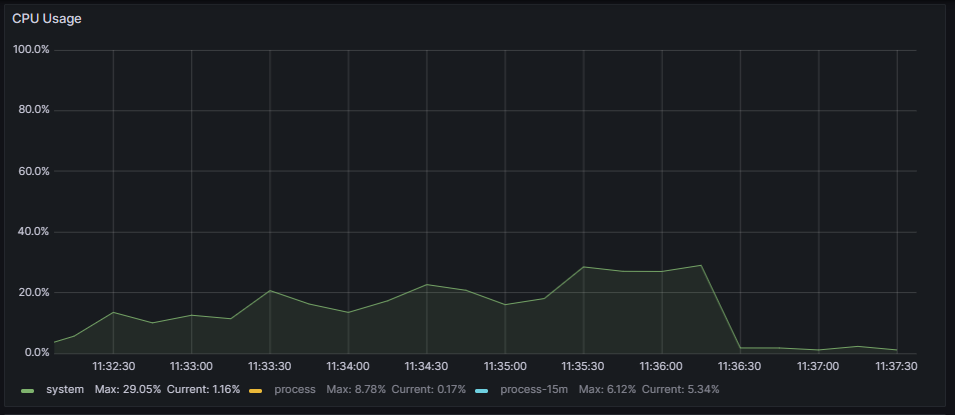 CPU Usage
100.0%
80.0%
60.0%
40.0%
20.0%
0.0%
11:32:30 11:33:00 11:33:30 11:34:00 11:34:30 11:35:00 11:35:30 11:36:00 11:36:30 11:37:00 11:37:30
system Max: 29.05% Current: 1.16% process Max: 8.78% Current: 0.17% process-15m Max: 6.12% Current: 5.34%